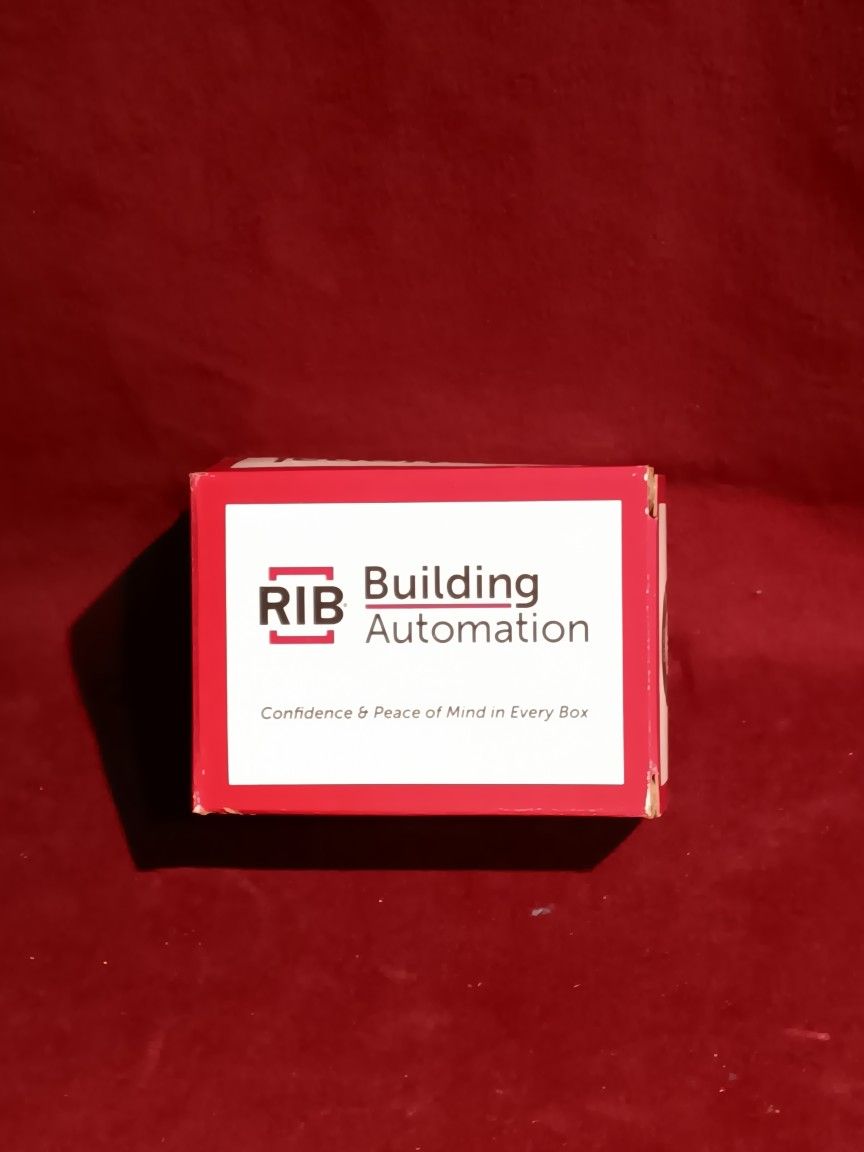 RIB®
Building
Automation
Confidence & Peace of Mind in Every Box